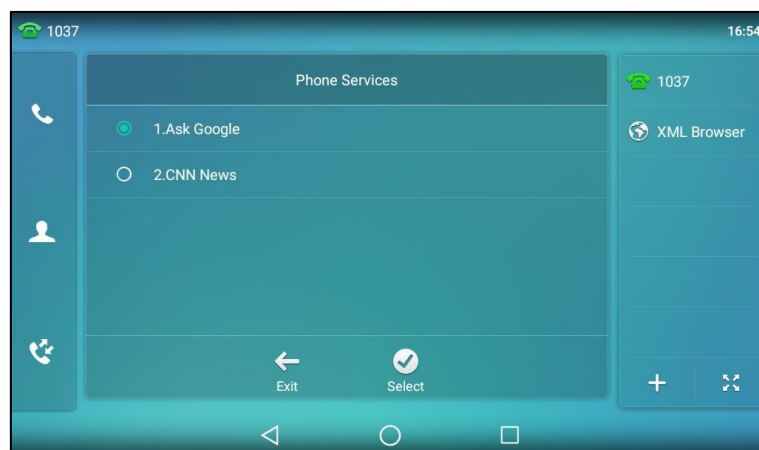 1037
16:54
Phone Services
1037
1.Ask Google
XML Browser
2.CNN News
Exit
Select